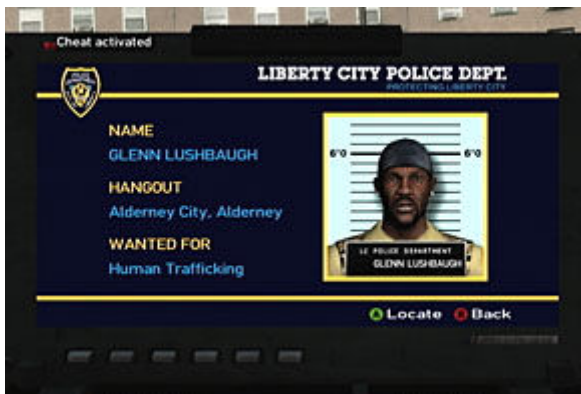 Cheat activated
LIBERTY CITY POLICE DEPT.
PROTECTING LIBERTY CITY
NAME
GLENN LUSHBAUGH
HANGOUT
Alderney City, Alderney
WANTED FOR
Human Trafficking
6"0 6"0
LC POLICE DEPARTMENT
GLENN LUSHBAUGH
A Locate B Back